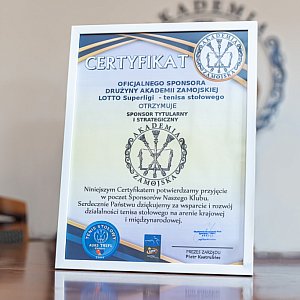 CERTYFIKAT
OFICJALNEGO SPONSORA
DRUŻYNY AKADEMII ZAMOJSKIEJ
LOTTO Superligi - tenisa stołowego
OTRZYMUJE
SPONSOR TYTULARNY
I STRATEGICZNY
AKADEMIA
ZAMOJSKA
Niniejszym Certyfikatem potwierdzamy przyjęcie
w poczet Sponsorów Naszego Klubu.
Serdecznie Państwu dziękujemy za wsparcie i rozwój
działalności tenisa stołowego na arenie krajowej
i międzynarodowej.
TENIS STOŁOWY
PREZES ZARZĄDU